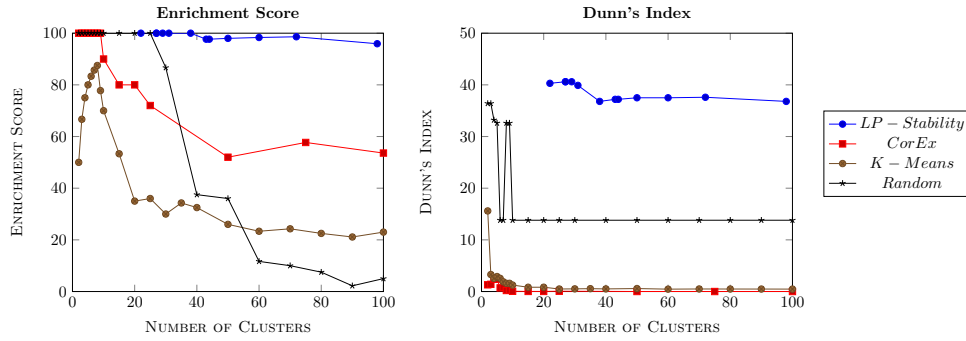 Enrichment Score
100
80
60
40
20
0
0 20 40 60 80 100
ENRICHMENT SCORE
NUMBER OF CLUSTERS
Dunn's Index
50
40
30
20
10
0
0 20 40 60 80 100
DUNN'S INDEX
NUMBER OF CLUSTERS
LP − Stability
CorEx
K − Means
Random